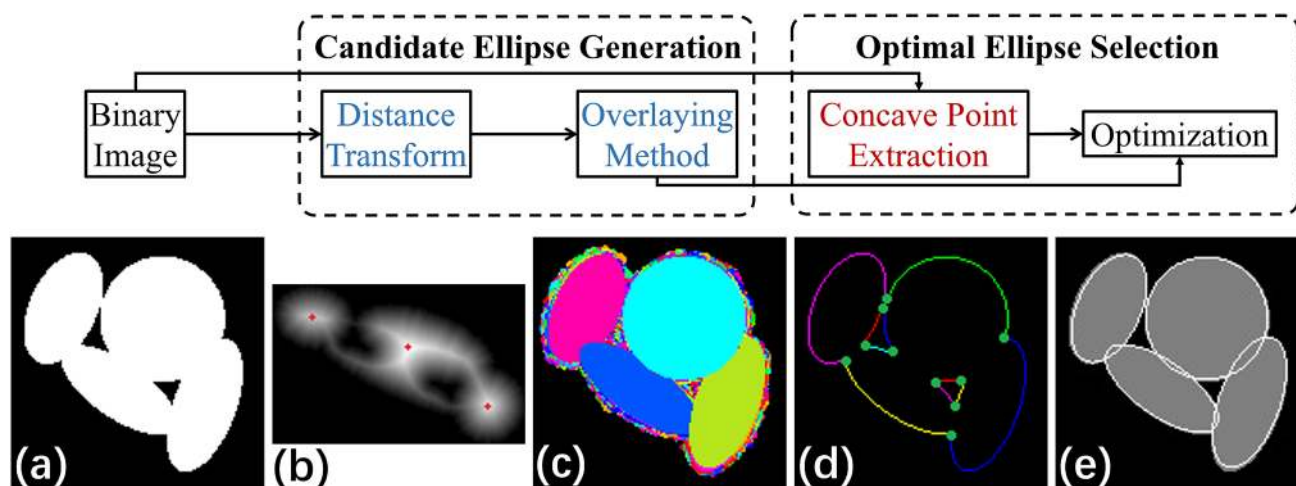 Candidate Ellipse Generation
Optimal Ellipse Selection
Binary
Image
Distance
Transform
Overlaying
Method
Concave Point
Extraction
Optimization
(a)
(b)
(c)
(d)
(e)